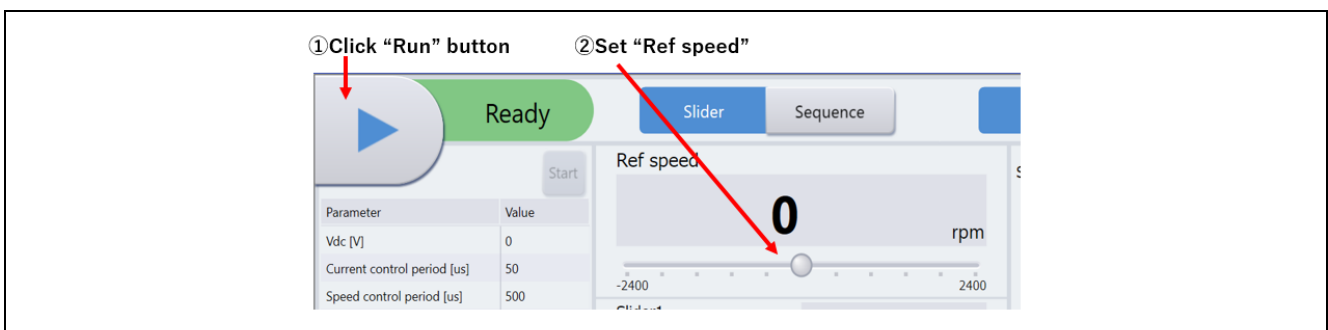 ①Click “Run” button
②Set “Ref speed”
Ready
Slider
Sequence
Start
Ref speed
0
rpm
-2400
2400
Parameter Value
Vdc [V] 0
Current control period [us] 50
Speed control period [us] 500